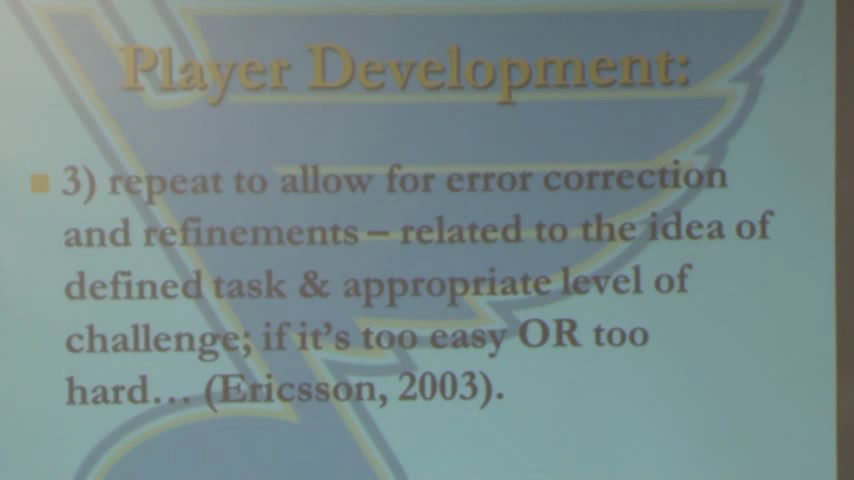 Player Development:
3) repeat to allow for error correction
and refinements – related to the idea of
defined task & appropriate level of
challenge; if it's too easy OR too
hard… (Ericsson, 2003).